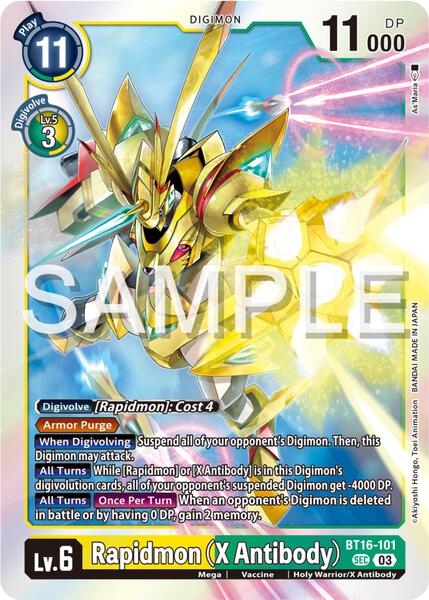 Play
DIGIMON
11
11000
DP
Digivolve
Lv.5
3
As'Maria
SAMPLE
Digivolve [Rapidmon]: Cost 4
Armor Purge
When Digivolving Suspend all of your opponent's Digimon. Then, this
Digimon may attack.
All Turns While [Rapidmon] or [X Antibody] is in this Digimon's
digivolution cards, all of your opponent's suspended Digimon get -4000 DP.
All Turns Once Per Turn When an opponent's Digimon is deleted
in battle or by having 0 DP, gain 2 memory.
©Akiyoshi Hongo, Toei Animation BANDAI MADE IN JAPAN
Lv.6
Rapidmon (X Antibody)
BT16-101
SEC 03
Mega Vaccine Holy Warrior/X Antibody